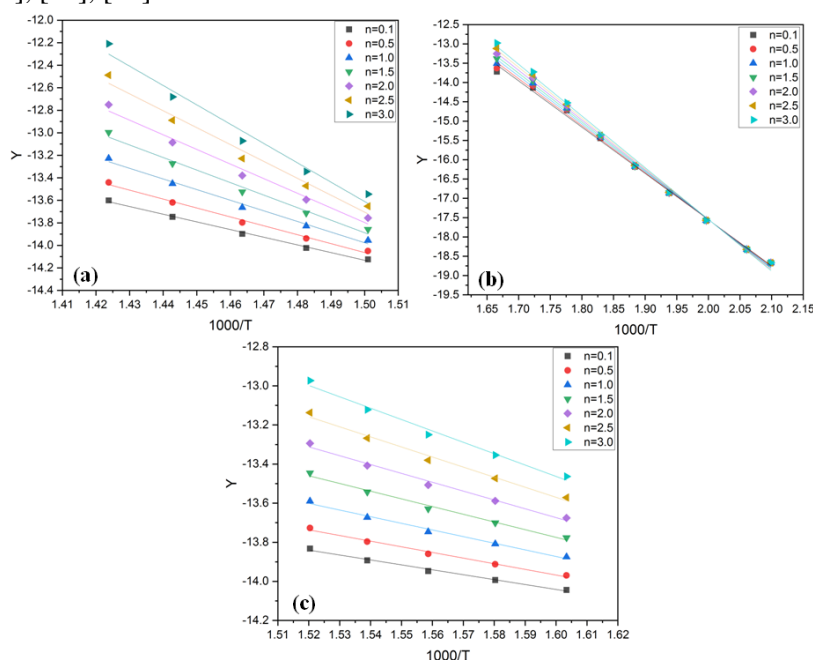 -12.0
-12.2
-12.4
-12.6
-12.8
-13.0
-13.2
-13.4
-13.6
-13.8
-14.0
-14.2
-14.4
Y
n=0.1
n=0.5
n=1.0
n=1.5
n=2.0
n=2.5
n=3.0
(a)
1.41 1.42 1.43 1.44 1.45 1.46 1.47 1.48 1.49 1.50 1.51
1000/T
-12.5
-13.0
-13.5
-14.0
-14.5
-15.0
-15.5
-16.0
-16.5
-17.0
-17.5
-18.0
-18.5
-19.0
-19.5
Y
n=0.1
n=0.5
n=1.0
n=1.5
n=2.0
n=2.5
n=3.0
(b)
1.65 1.70 1.75 1.80 1.85 1.90 1.95 2.00 2.05 2.10 2.15
1000/T
-12.8
-13.0
-13.2
-13.4
-13.6
-13.8
-14.0
-14.2
Y
n=0.1
n=0.5
n=1.0
n=1.5
n=2.0
n=2.5
n=3.0
(c)
1.51 1.52 1.53 1.54 1.55 1.56 1.57 1.58 1.59 1.60 1.61 1.62
1000/T